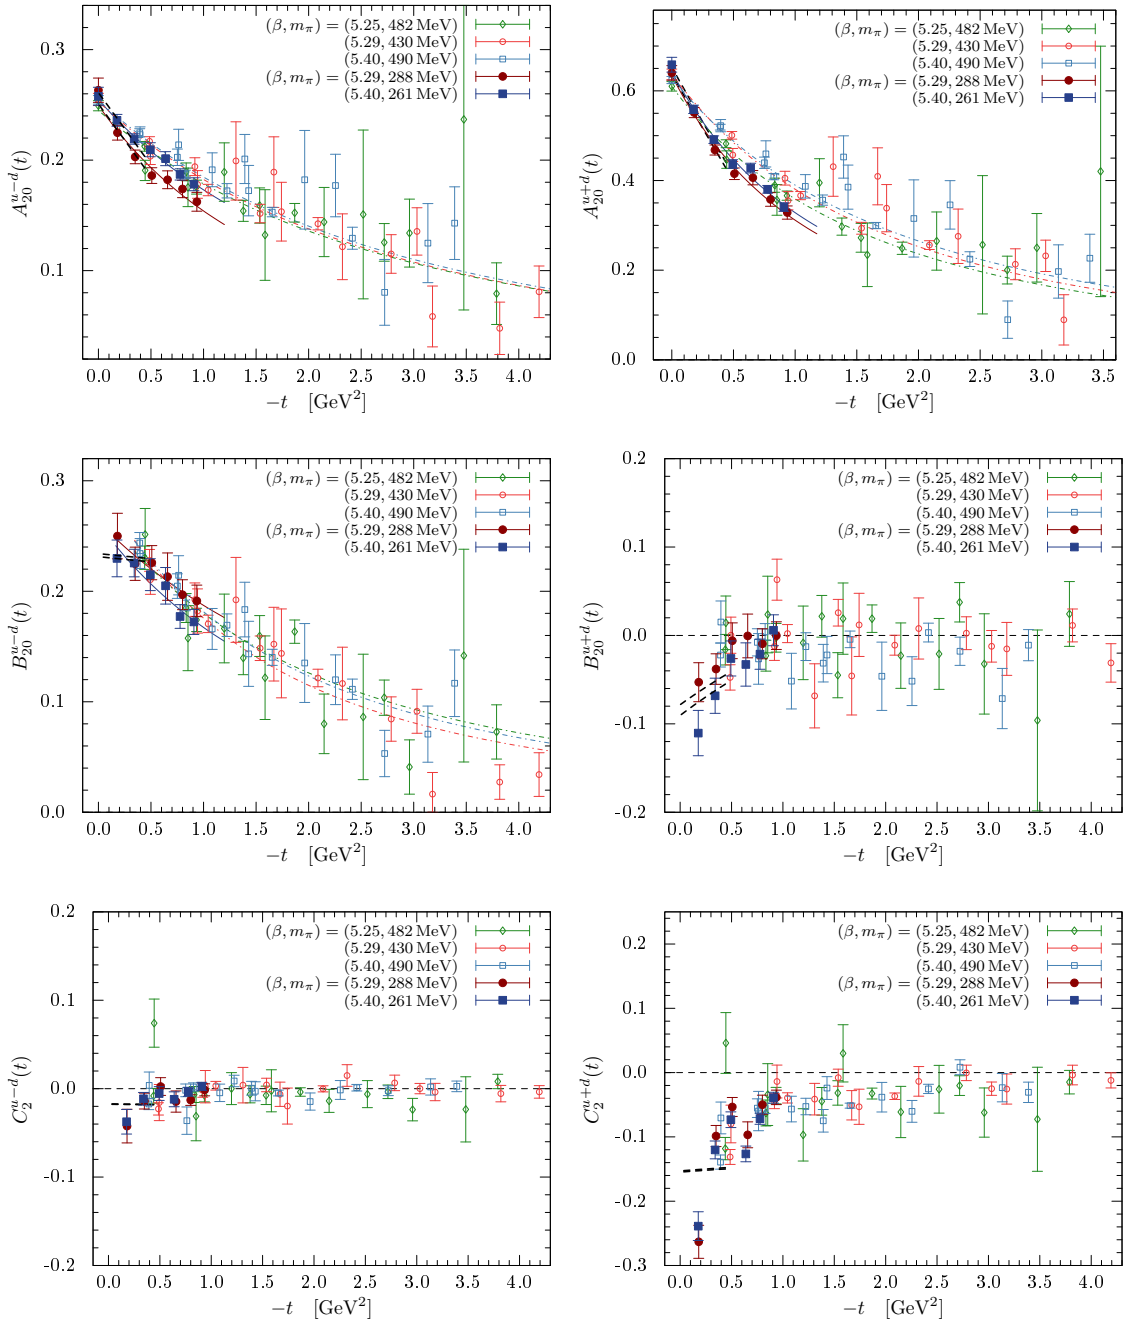 0.3
0.2
0.1
A_{20}^{u-d}(t)
(β, m_π) = (5.25, 482 MeV)
(5.29, 430 MeV)
(5.40, 490 MeV)
(β, m_π) = (5.29, 288 MeV)
(5.40, 261 MeV)
0.0 0.5 1.0 1.5 2.0 2.5 3.0 3.5 4.0
−t [GeV²]
0.6
0.4
0.2
0.0
A_{20}^{u+d}(t)
(β, m_π) = (5.25, 482 MeV)
(5.29, 430 MeV)
(5.40, 490 MeV)
(β, m_π) = (5.29, 288 MeV)
(5.40, 261 MeV)
0.0 0.5 1.0 1.5 2.0 2.5 3.0 3.5
−t [GeV²]
0.3
0.2
0.1
0.0
B_{20}^{u-d}(t)
(β, m_π) = (5.25, 482 MeV)
(5.29, 430 MeV)
(5.40, 490 MeV)
(β, m_π) = (5.29, 288 MeV)
(5.40, 261 MeV)
0.0 0.5 1.0 1.5 2.0 2.5 3.0 3.5 4.0
−t [GeV²]
0.2
0.1
0.0
-0.1
-0.2
B_{20}^{u+d}(t)
(β, m_π) = (5.25, 482 MeV)
(5.29, 430 MeV)
(5.40, 490 MeV)
(β, m_π) = (5.29, 288 MeV)
(5.40, 261 MeV)
0.0 0.5 1.0 1.5 2.0 2.5 3.0 3.5 4.0
−t [GeV²]
0.2
0.1
0.0
-0.1
-0.2
C_2^{u-d}(t)
(β, m_π) = (5.25, 482 MeV)
(5.29, 430 MeV)
(5.40, 490 MeV)
(β, m_π) = (5.29, 288 MeV)
(5.40, 261 MeV)
0.0 0.5 1.0 1.5 2.0 2.5 3.0 3.5 4.0
−t [GeV²]
0.2
0.1
0.0
-0.1
-0.2
-0.3
C_2^{u+d}(t)
(β, m_π) = (5.25, 482 MeV)
(5.29, 430 MeV)
(5.40, 490 MeV)
(β, m_π) = (5.29, 288 MeV)
(5.40, 261 MeV)
0.0 0.5 1.0 1.5 2.0 2.5 3.0 3.5 4.0
−t [GeV²]